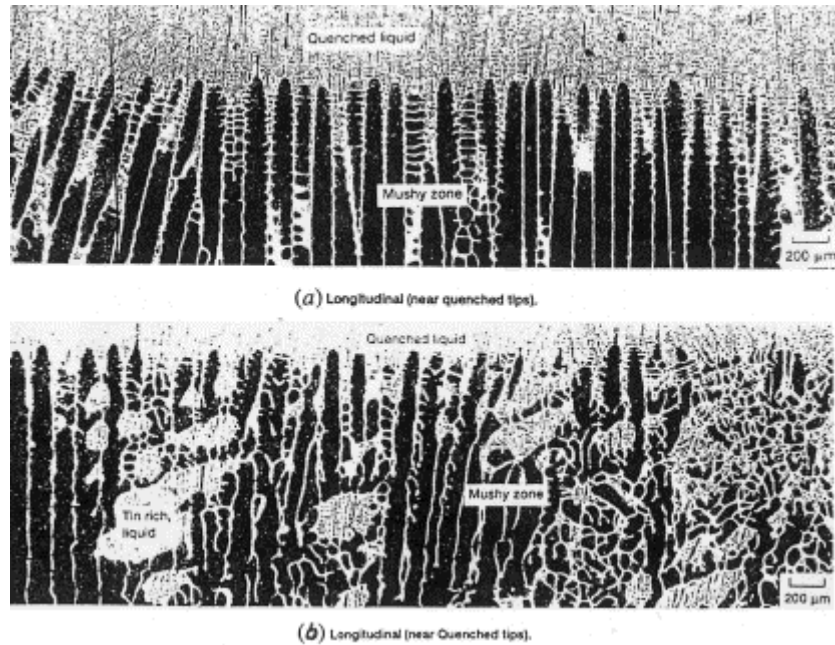 Quenched liquid
Mushy zone
200 μm
(a) Longitudinal (near quenched tips).
Quenched liquid
Mushy zone
Tin rich,
liquid
200 μm
(b) Longitudinal (near Quenched tips).